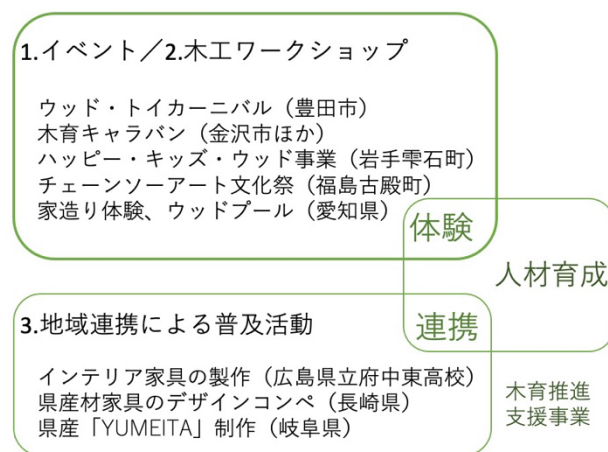 1.イベント／2.木工ワークショップ
ウッド・トイカーニバル（豊田市）
木育キャラバン（金沢市ほか）
ハッピー・キッズ・ウッド事業（岩手雫石町）
チェーンソーアート文化祭（福島古殿町）
家造り体験、ウッドプール（愛知県）
体験
人材育成
連携
3.地域連携による普及活動
インテリア家具の製作（広島県立府中東高校）
県産材家具のデザインコンペ（長崎県）
県産「YUMEITA」制作（岐阜県）
木育推進
支援事業